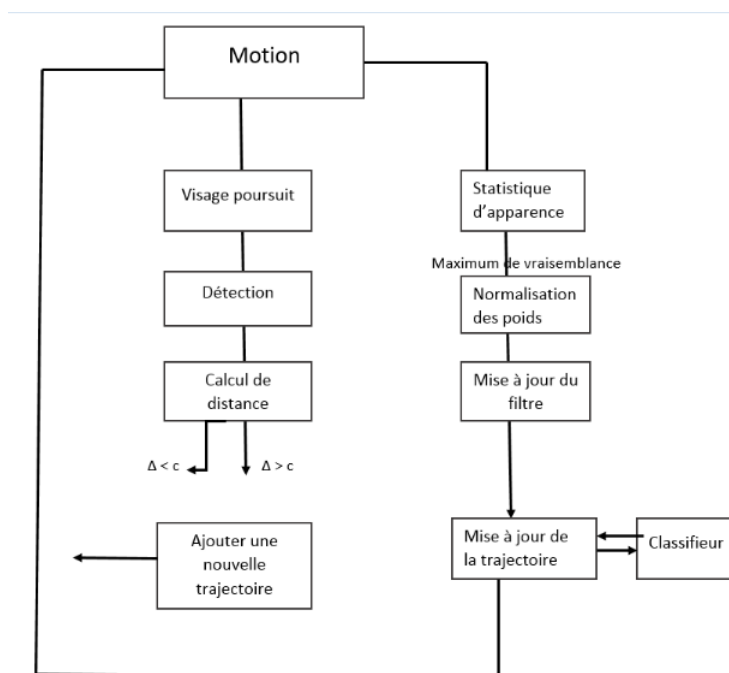 Motion
Visage poursuit
Détection
Calcul de
distance
Δ < c
Δ > c
Ajouter une
nouvelle
trajectoire
Statistique
d'apparence
Maximum de vraisemblance
Normalisation
des poids
Mise à jour du
filtre
Mise à jour de
la trajectoire
Classifieur